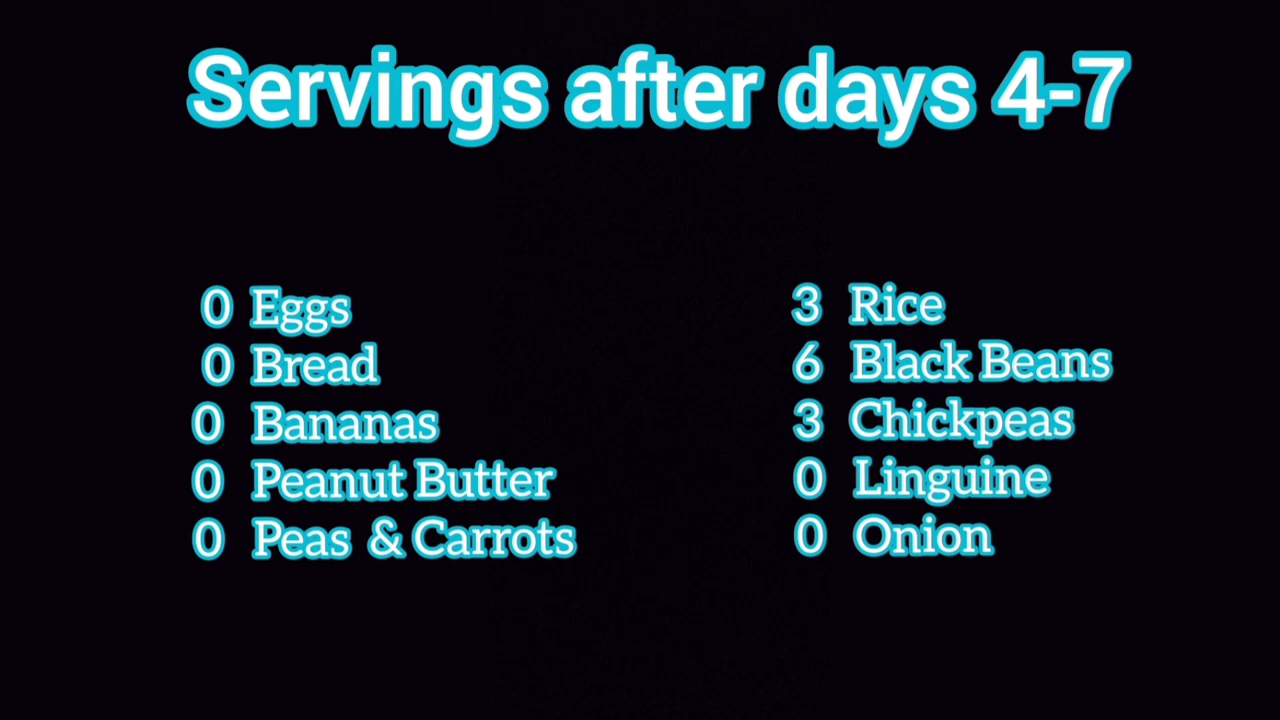 Servings after days 4-7
0 Eggs
0 Bread
0 Bananas
0 Peanut Butter
0 Peas & Carrots
3 Rice
6 Black Beans
3 Chickpeas
0 Linguine
0 Onion